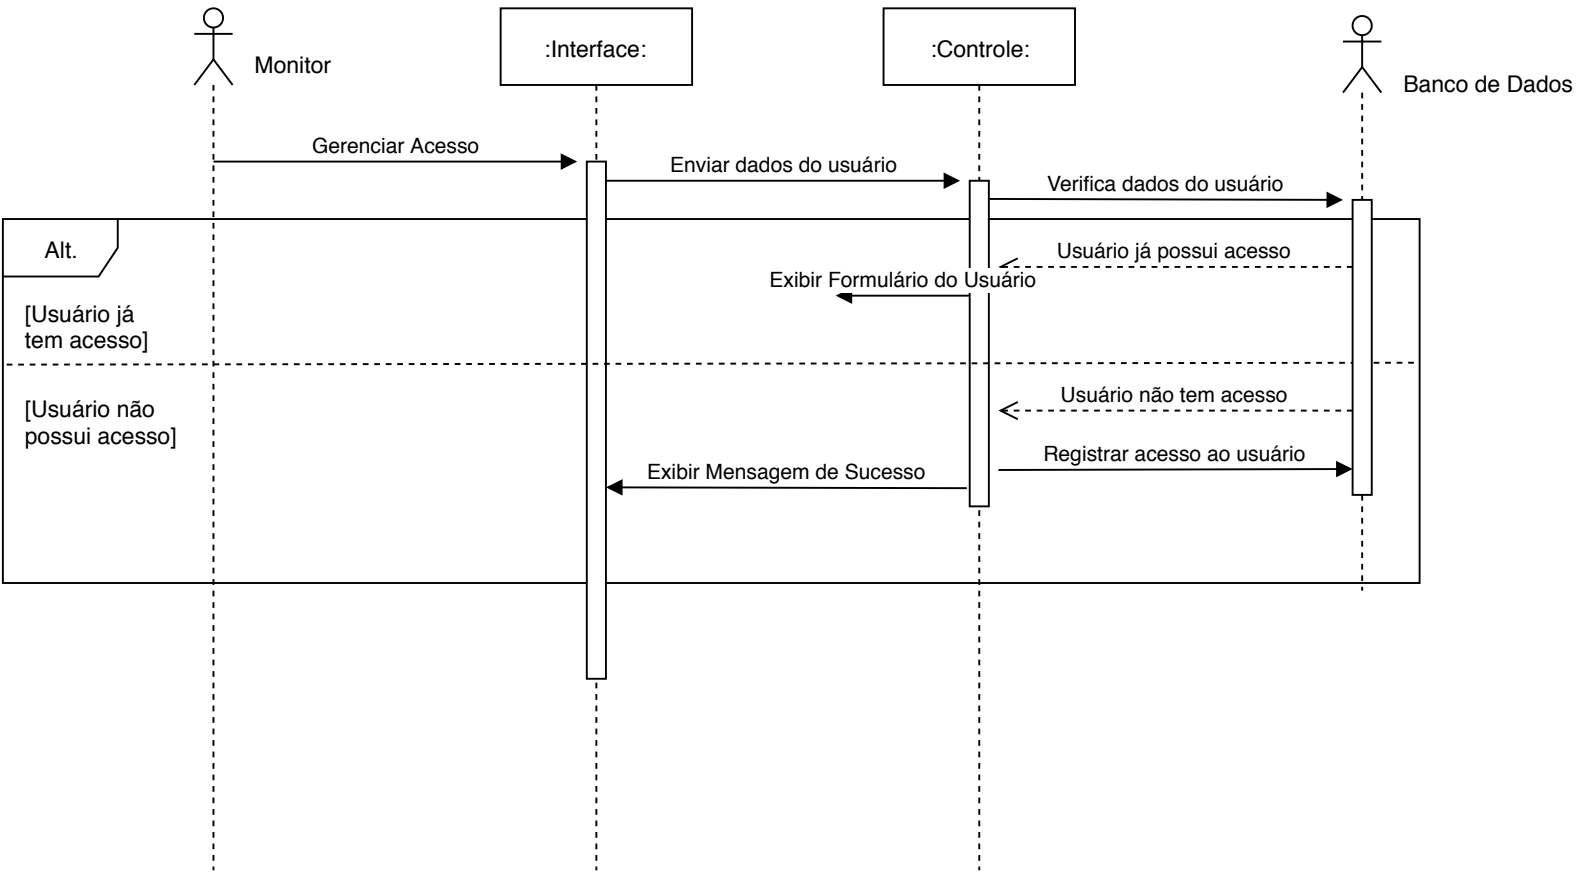 Monitor
:Interface:
:Controle:
Banco de Dados
Gerenciar Acesso
Enviar dados do usuário
Verifica dados do usuário
Alt.
Usuário já possui acesso
Exibir Formulário do Usuário
[Usuário já
tem acesso]
Usuário não tem acesso
[Usuário não
possui acesso]
Registrar acesso ao usuário
Exibir Mensagem de Sucesso